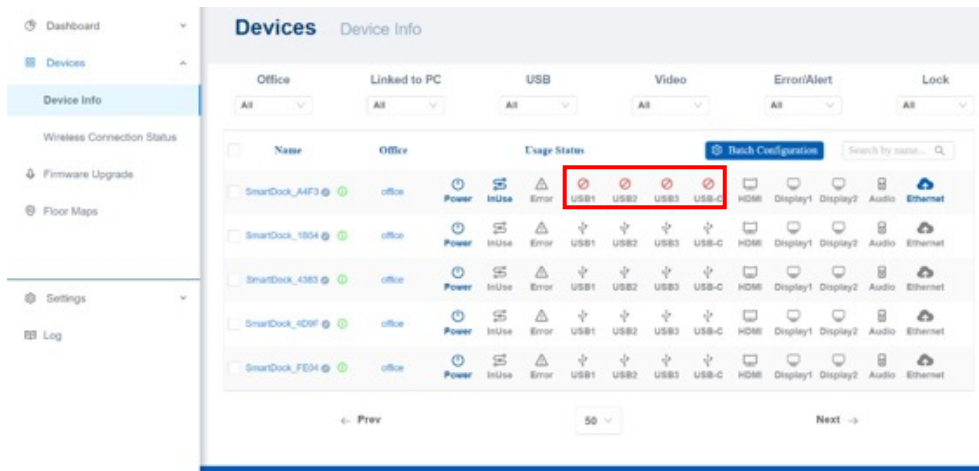 Dashboard
Devices
Device Info
Wireless Connection Status
Firmware Upgrade
Floor Maps
Settings
Log
Devices Device Info
Office Linked to PC USB Video Error/Alert Lock
All All All All All All
Name Office Usage Status Batch Configuration Search by name...
SmartDock_A4F3 office Power InUse Error USB1 USB2 USB3 USB-C HDMI Display1 Display2 Audio Ethernet
SmartDock_1864 office Power InUse Error USB1 USB2 USB3 USB-C HDMI Display1 Display2 Audio Ethernet
SmartDock_4383 office Power InUse Error USB1 USB2 USB3 USB-C HDMI Display1 Display2 Audio Ethernet
SmartDock_4D9F office Power InUse Error USB1 USB2 USB3 USB-C HDMI Display1 Display2 Audio Ethernet
SmartDock_FE04 office Power InUse Error USB1 USB2 USB3 USB-C HDMI Display1 Display2 Audio Ethernet
← Prev 50 Next →